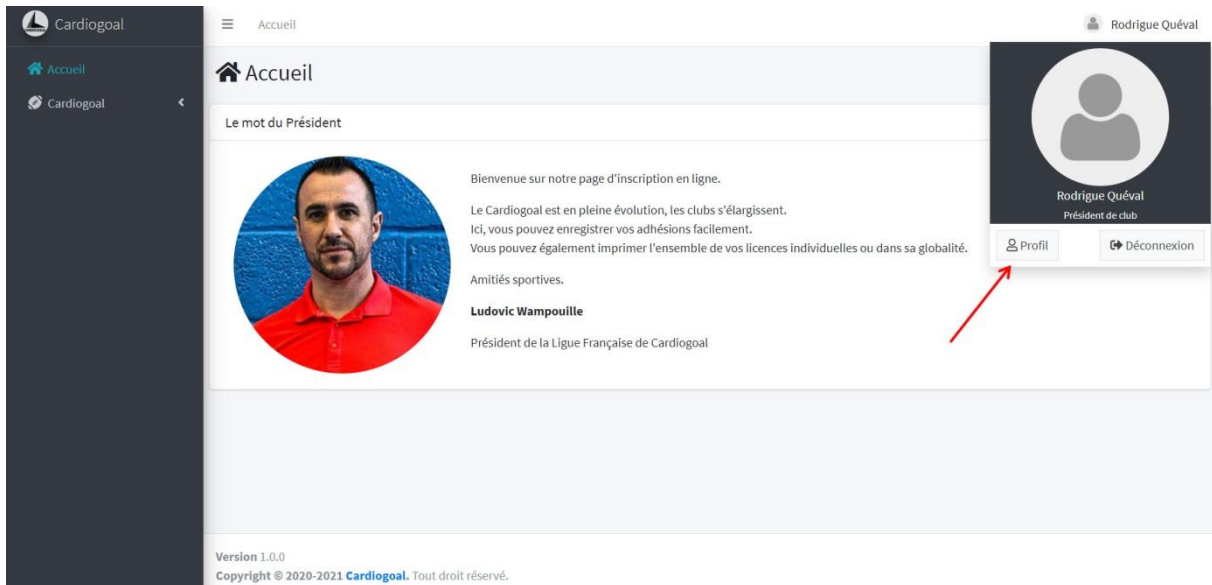 Cardiogoal
Accueil
Rodrigue Quéval
Accueil
Cardiogoal
Accueil
Le mot du Président
Bienvenue sur notre page d'inscription en ligne.
Le Cardiogoal est en pleine évolution, les clubs s'élargissent.
Ici, vous pouvez enregistrer vos adhésions facilement.
Vous pouvez également imprimer l'ensemble de vos licences individuelles ou dans sa globalité.
Amitiés sportives.
Ludovic Wampouille
Président de la Ligue Française de Cardiogoal
Rodrigue Quéval
Président de club
Profil
Déconnexion
Version 1.0.0
Copyright © 2020-2021 Cardiogoal. Tout droit réservé.